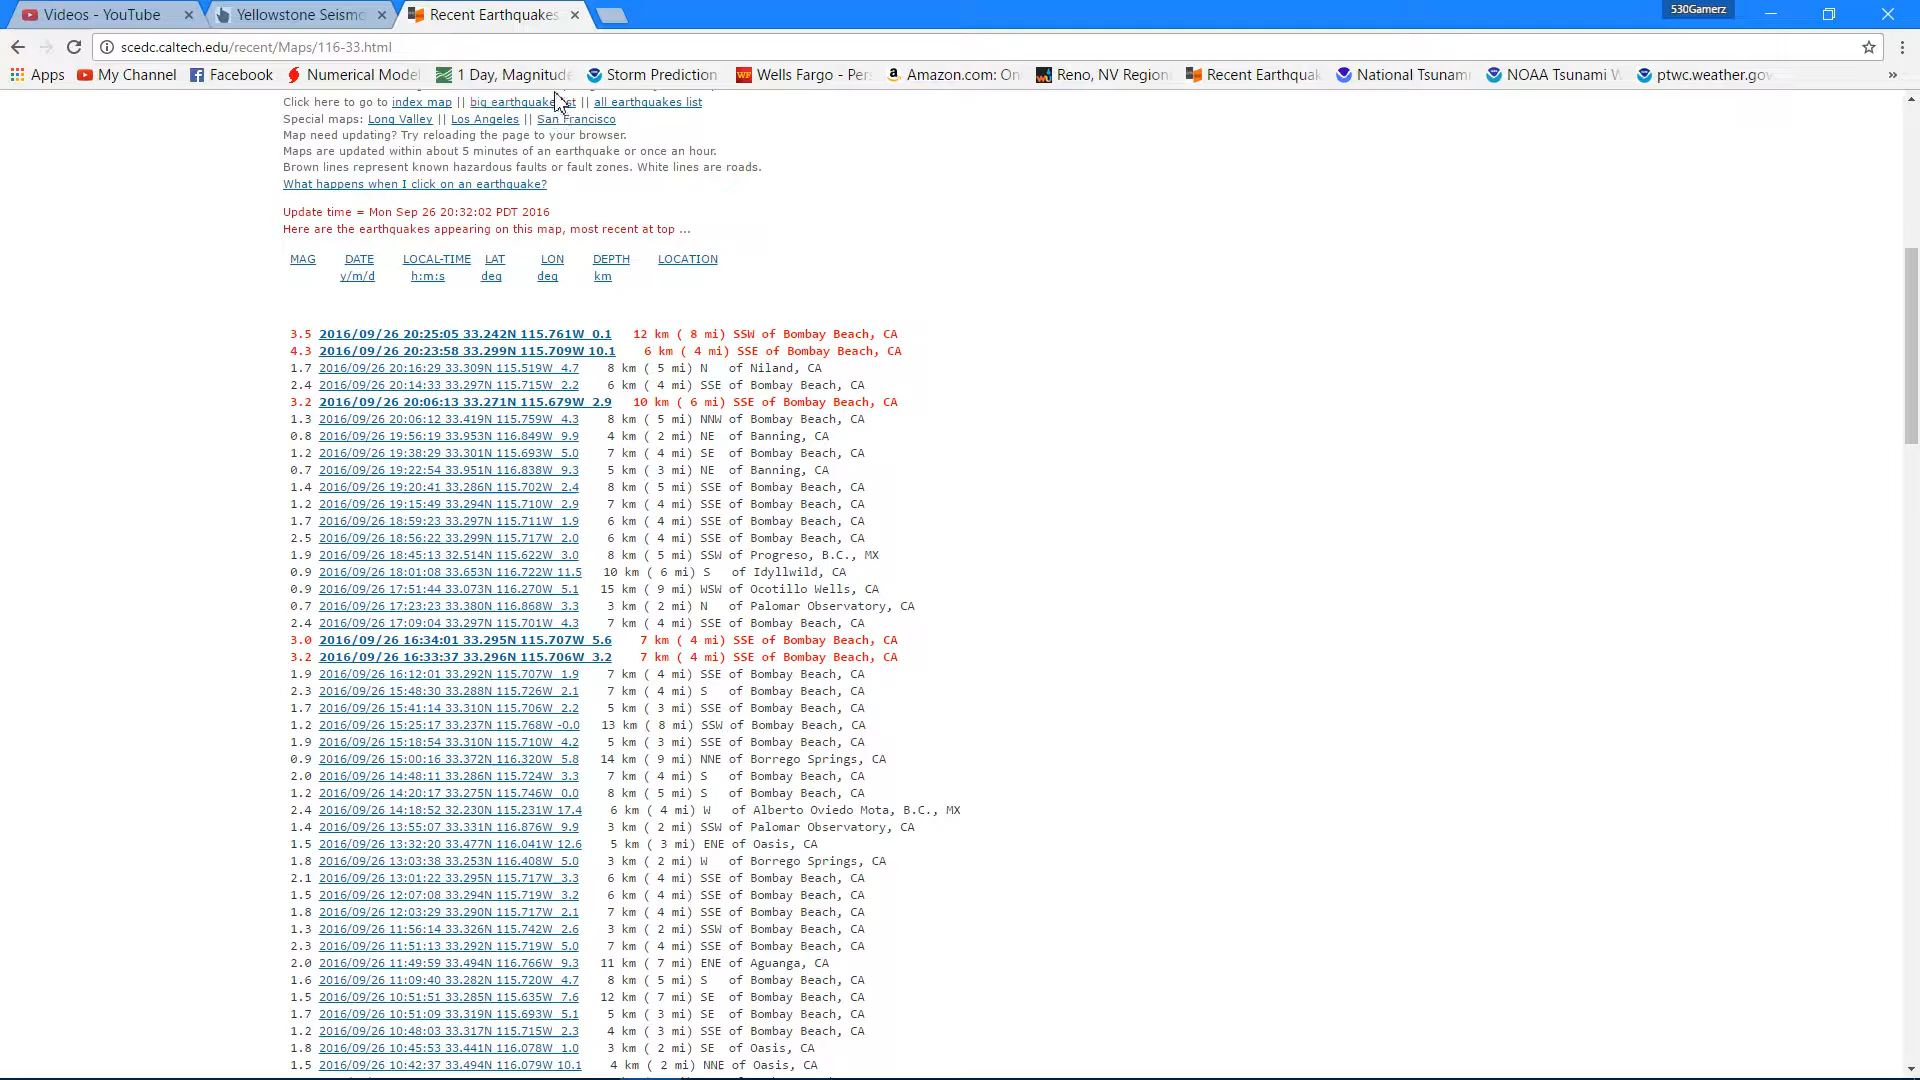 Videos - YouTube
Yellowstone Seismo
Recent Earthquakes
530Gamerz
scedc.caltech.edu/recent/Maps/116-33.html
Apps My Channel Facebook Numerical Model 1 Day, Magnitude Storm Prediction Wells Fargo - Per Amazon.com: On Reno, NV Region Recent Earthquak National Tsunam NOAA Tsunami W ptwc.weather.gov »
Click here to go to index map || big earthquake list || all earthquakes list
Special maps: Long Valley || Los Angeles || San Francisco
Map need updating? Try reloading the page to your browser.
Maps are updated within about 5 minutes of an earthquake or once an hour.
Brown lines represent known hazardous faults or fault zones. White lines are roads.
What happens when I click on an earthquake?
Update time = Mon Sep 26 20:32:02 PDT 2016
Here are the earthquakes appearing on this map, most recent at top ...
MAG DATE LOCAL-TIME LAT LON DEPTH LOCATION
y/m/d h:m:s deg deg km
3.5 2016/09/26 20:25:05 33.242N 115.761W 0.1 12 km ( 8 mi) SSW of Bombay Beach, CA
4.3 2016/09/26 20:23:58 33.299N 115.709W 10.1 6 km ( 4 mi) SSE of Bombay Beach, CA
1.7 2016/09/26 20:16:29 33.309N 115.519W 4.7 8 km ( 5 mi) N of Niland, CA
2.4 2016/09/26 20:14:33 33.297N 115.715W 2.2 6 km ( 4 mi) SSE of Bombay Beach, CA
3.2 2016/09/26 20:06:13 33.271N 115.679W 2.9 10 km ( 6 mi) SSE of Bombay Beach, CA
1.3 2016/09/26 20:06:12 33.419N 115.759W 4.3 8 km ( 5 mi) NNW of Bombay Beach, CA
0.8 2016/09/26 19:56:19 33.953N 116.849W 9.9 4 km ( 2 mi) NE of Banning, CA
1.2 2016/09/26 19:38:29 33.301N 115.693W 5.0 7 km ( 4 mi) SE of Bombay Beach, CA
0.7 2016/09/26 19:22:54 33.951N 116.838W 9.3 5 km ( 3 mi) NE of Banning, CA
1.4 2016/09/26 19:20:41 33.286N 115.702W 2.4 8 km ( 5 mi) SSE of Bombay Beach, CA
1.2 2016/09/26 19:15:49 33.294N 115.710W 2.9 7 km ( 4 mi) SSE of Bombay Beach, CA
1.7 2016/09/26 18:59:23 33.297N 115.711W 1.9 6 km ( 4 mi) SSE of Bombay Beach, CA
2.5 2016/09/26 18:56:22 33.299N 115.717W 2.0 6 km ( 4 mi) SSE of Bombay Beach, CA
1.9 2016/09/26 18:45:13 32.514N 115.622W 3.0 8 km ( 5 mi) SSW of Progreso, B.C., MX
0.9 2016/09/26 18:01:08 33.653N 116.722W 11.5 10 km ( 6 mi) S of Idyllwild, CA
0.9 2016/09/26 17:51:44 33.073N 116.270W 5.1 15 km ( 9 mi) WSW of Ocotillo Wells, CA
0.7 2016/09/26 17:23:23 33.380N 116.868W 3.3 3 km ( 2 mi) N of Palomar Observatory, CA
2.4 2016/09/26 17:09:04 33.297N 115.701W 4.3 7 km ( 4 mi) SSE of Bombay Beach, CA
3.0 2016/09/26 16:34:01 33.295N 115.707W 5.6 7 km ( 4 mi) SSE of Bombay Beach, CA
3.2 2016/09/26 16:33:37 33.296N 115.706W 3.2 7 km ( 4 mi) SSE of Bombay Beach, CA
1.9 2016/09/26 16:12:01 33.292N 115.707W 1.9 7 km ( 4 mi) SSE of Bombay Beach, CA
2.3 2016/09/26 15:48:30 33.288N 115.726W 2.1 7 km ( 4 mi) S of Bombay Beach, CA
1.7 2016/09/26 15:41:14 33.310N 115.706W 2.2 5 km ( 3 mi) SSE of Bombay Beach, CA
1.2 2016/09/26 15:25:17 33.237N 115.768W -0.0 13 km ( 8 mi) SSW of Bombay Beach, CA
1.9 2016/09/26 15:18:54 33.310N 115.710W 4.2 5 km ( 3 mi) SSE of Bombay Beach, CA
0.9 2016/09/26 15:00:16 33.372N 116.320W 5.8 14 km ( 9 mi) NNE of Borrego Springs, CA
2.0 2016/09/26 14:48:11 33.286N 115.724W 3.3 7 km ( 4 mi) S of Bombay Beach, CA
1.2 2016/09/26 14:20:17 33.275N 115.746W 0.0 8 km ( 5 mi) S of Bombay Beach, CA
2.4 2016/09/26 14:18:52 32.230N 115.231W 17.4 6 km ( 4 mi) W of Alberto Oviedo Mota, B.C., MX
1.4 2016/09/26 13:55:07 33.331N 116.876W 9.9 3 km ( 2 mi) SSW of Palomar Observatory, CA
1.5 2016/09/26 13:32:20 33.477N 116.041W 12.6 5 km ( 3 mi) ENE of Oasis, CA
1.8 2016/09/26 13:03:38 33.253N 116.408W 5.0 3 km ( 2 mi) W of Borrego Springs, CA
2.1 2016/09/26 13:01:22 33.295N 115.717W 3.3 6 km ( 4 mi) SSE of Bombay Beach, CA
1.5 2016/09/26 12:07:08 33.294N 115.719W 3.2 6 km ( 4 mi) SSE of Bombay Beach, CA
1.8 2016/09/26 12:03:29 33.290N 115.717W 2.1 7 km ( 4 mi) SSE of Bombay Beach, CA
1.3 2016/09/26 11:56:14 33.326N 115.742W 2.6 3 km ( 2 mi) SSW of Bombay Beach, CA
2.3 2016/09/26 11:51:13 33.292N 115.719W 5.0 7 km ( 4 mi) SSE of Bombay Beach, CA
2.0 2016/09/26 11:49:59 33.494N 116.766W 9.3 11 km ( 7 mi) ENE of Aguanga, CA
1.6 2016/09/26 11:09:40 33.282N 115.720W 4.7 8 km ( 5 mi) S of Bombay Beach, CA
1.5 2016/09/26 10:51:51 33.285N 115.635W 7.6 12 km ( 7 mi) SE of Bombay Beach, CA
1.7 2016/09/26 10:51:09 33.319N 115.693W 5.1 5 km ( 3 mi) SE of Bombay Beach, CA
1.2 2016/09/26 10:48:03 33.317N 115.715W 2.3 4 km ( 3 mi) SSE of Bombay Beach, CA
1.8 2016/09/26 10:45:53 33.441N 116.078W 1.0 3 km ( 2 mi) SE of Oasis, CA
1.5 2016/09/26 10:42:37 33.494N 116.079W 10.1 4 km ( 2 mi) NNE of Oasis, CA